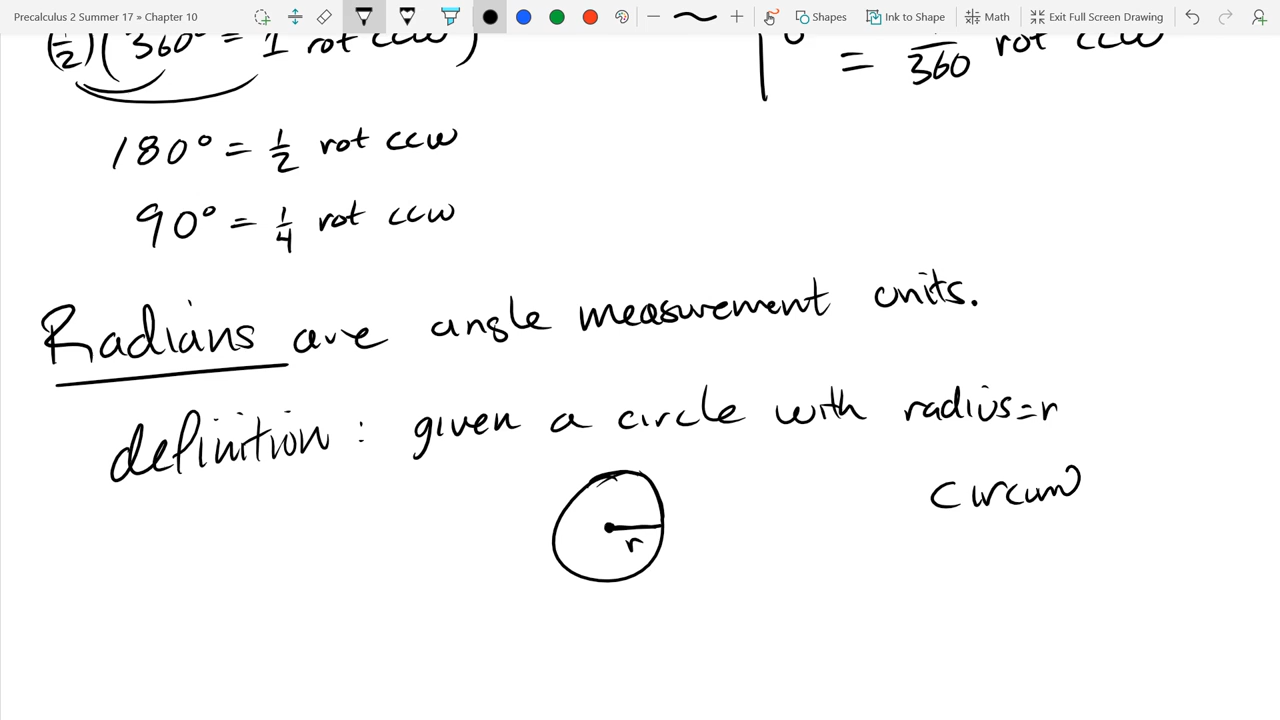 Precalculus 2 Summer 17 » Chapter 10
Shapes
Ink to Shape
Math
Exit Full Screen Drawing
(1/2)(360° = 1 rot ccw)
= 1/360 rot ccw
180° = 1/2 rot ccw
90° = 1/4 rot ccw
Radians are angle measurement units.
definition: given a circle with radius=r
circum
r